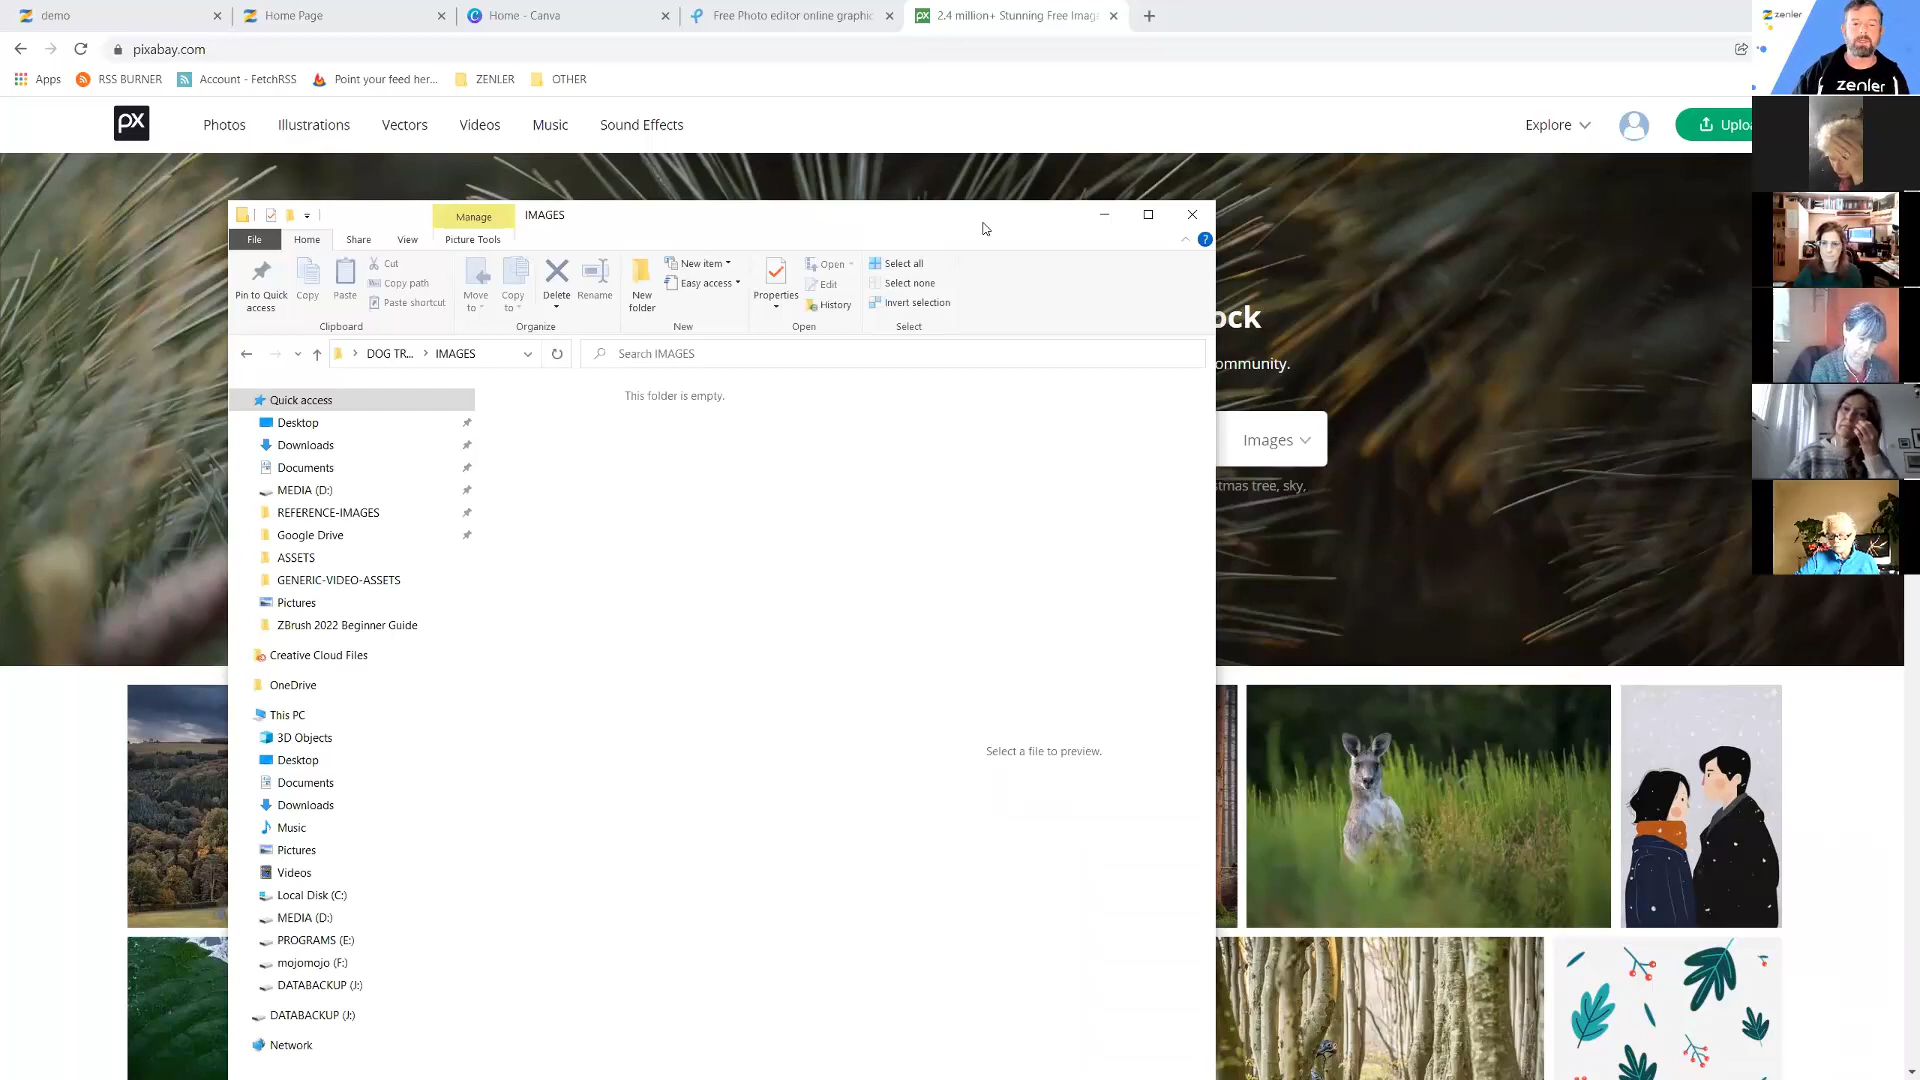 demo
Home Page
Home - Canva
Free Photo editor online graphic
2.4 million+ Stunning Free Imag
pixabay.com
Apps
RSS BURNER
Account - FetchRSS
Point your feed her...
ZENLER
OTHER
zenler
zenler
px
Photos
Illustrations
Vectors
Videos
Music
Sound Effects
Explore
Uplo
Manage
IMAGES
File
Home
Share
View
Picture Tools
?
Pin to Quick access
Copy
Paste
Cut
Copy path
Paste shortcut
Clipboard
Move to
Copy to
Delete
Rename
Organize
New folder
New item
Easy access
New
Properties
Open
Edit
History
Open
Select all
Select none
Invert selection
Select
DOG TR...
IMAGES
Search IMAGES
ock
ommunity.
Images
stmas tree, sky,
This folder is empty.
Select a file to preview.
Quick access
Desktop
Downloads
Documents
MEDIA (D:)
REFERENCE-IMAGES
Google Drive
ASSETS
GENERIC-VIDEO-ASSETS
Pictures
ZBrush 2022 Beginner Guide
Creative Cloud Files
OneDrive
This PC
3D Objects
Desktop
Documents
Downloads
Music
Pictures
Videos
Local Disk (C:)
MEDIA (D:)
PROGRAMS (E:)
mojomojo (F:)
DATABACKUP (J:)
DATABACKUP (J:)
Network